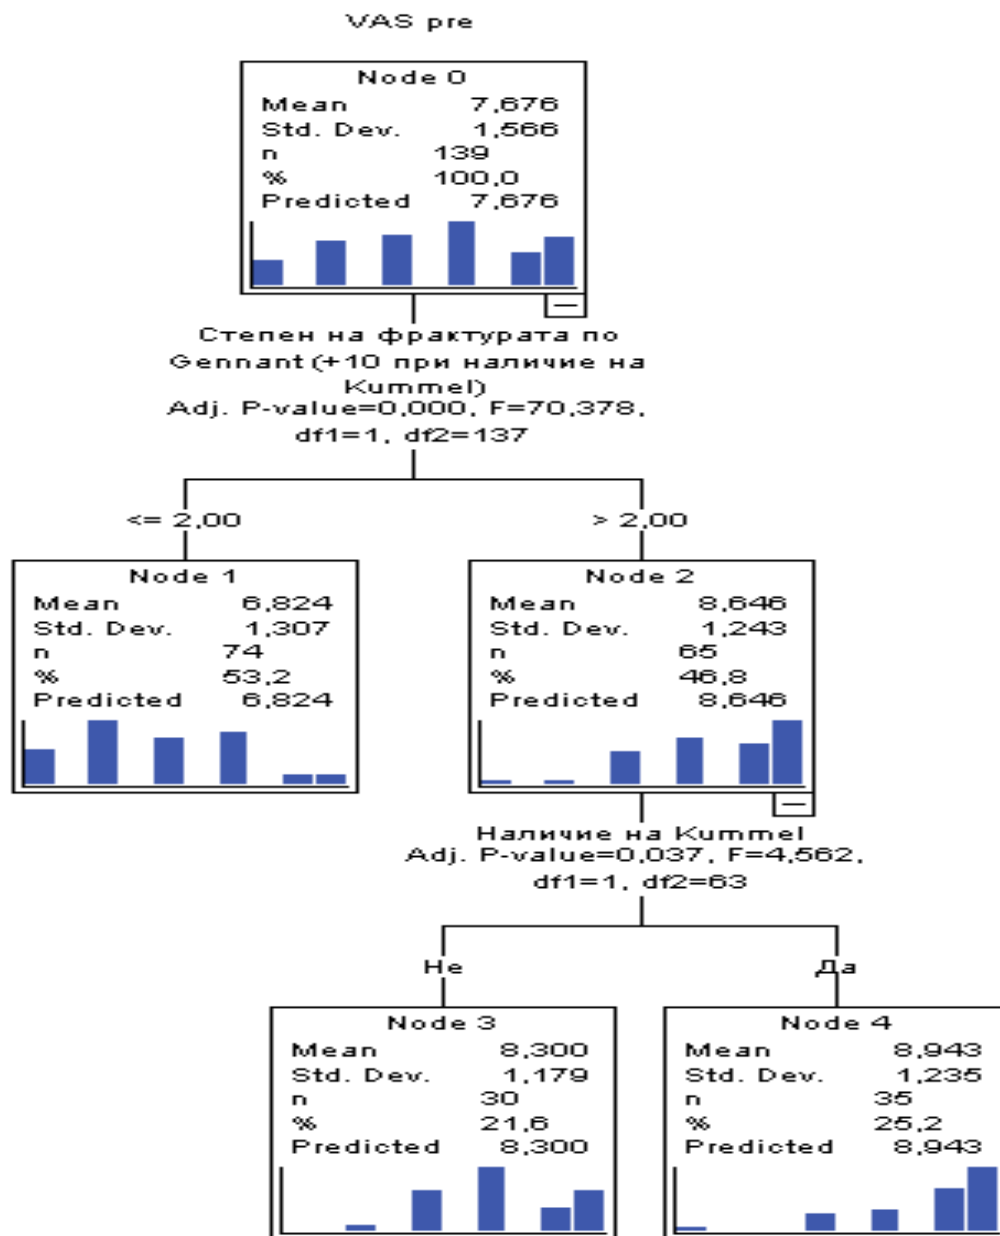 VAS pre
Node 0
Mean 7,676
Std. Dev. 1,566
n 139
% 100,0
Predicted 7,676
Степен на фрактурата по
Gennant (+10 при наличие на
Kummel)
Adj. P-value=0,000, F=70,378,
df1=1, df2=137
<= 2,00
> 2,00
Node 1
Mean 6,824
Std. Dev. 1,307
n 74
% 53,2
Predicted 6,824
Node 2
Mean 8,646
Std. Dev. 1,243
n 65
% 46,8
Predicted 8,646
Наличие на Kummel
Adj. P-value=0,037, F=4,562,
df1=1, df2=63
Не
Да
Node 3
Mean 8,300
Std. Dev. 1,179
n 30
% 21,6
Predicted 8,300
Node 4
Mean 8,943
Std. Dev. 1,235
n 35
% 25,2
Predicted 8,943